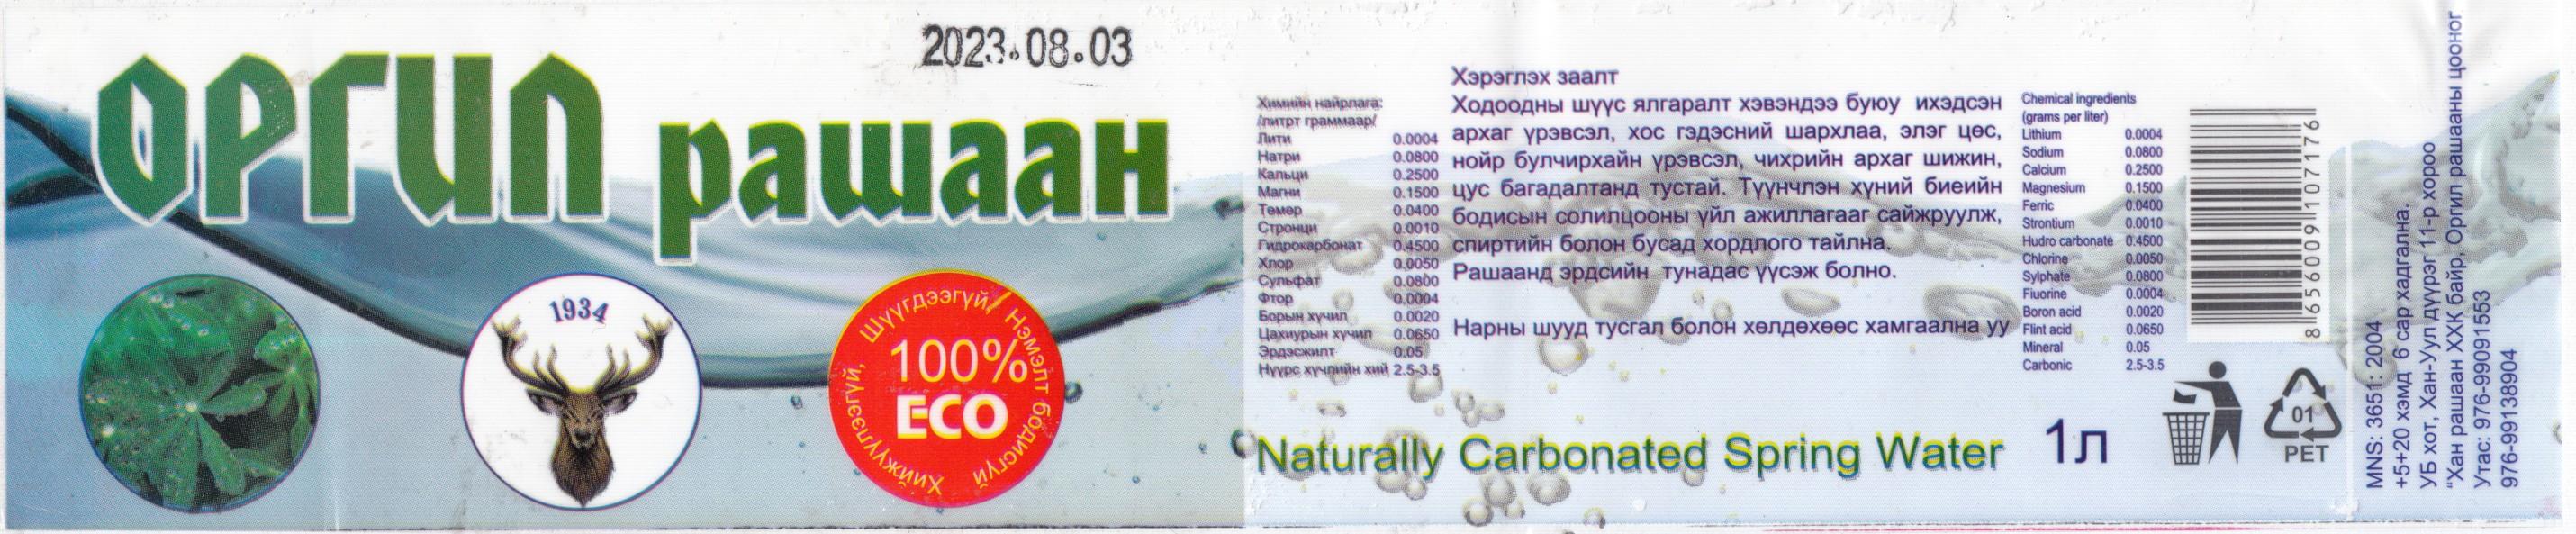 2023.08.03
ОРГИЛ рашаан
1934
Хийжүүлээгүй, Шүүгдээгүй/ Нэмэлт бодисгүй
100%
ECO
Химийн найрлага:
/литрт граммаар/
Лити 0.0004
Натри 0.0800
Кальци 0.2500
Магни 0.1500
Төмөр 0.0400
Стронци 0.0010
Гидрокарбонат 0.4500
Хлор 0.0050
Сульфат 0.0800
Фтор 0.0004
Борын хүчил 0.0020
Цахиурын хүчил 0.0650
Эрдэсжилт 0.05
Нүүрс хүчлийн хий 2.5-3.5
Хэрэглэх заалт
Ходоодны шүүс ялгаралт хэвэндээ буюу ихэдсэн
архаг үрэвсэл, хос гэдэсний шархлаа, элэг цөс,
нойр булчирхайн үрэвсэл, чихрийн архаг шижин,
цус багадалтанд тустай. Түүнчлэн хүний биеийн
бодисын солилцооны үйл ажиллагааг сайжруулж,
спиртийн болон бусад хордлого тайлна.
Рашаанд эрдсийн тунадас үүсэж болно.
Нарны шууд тусгал болон хөлдөхөөс хамгаална уу
Chemical ingredients
(grams per liter)
Lithium 0.0004
Sodium 0.0800
Calcium 0.2500
Magnesium 0.1500
Ferric 0.0400
Strontium 0.0010
Hudro carbonate 0.4500
Chlorine 0.0050
Sylphate 0.0800
Fiuorine 0.0004
Boron acid 0.0020
Flint acid 0.0650
Mineral 0.05
Carbonic 2.5-3.5
Naturally Carbonated Spring Water
1л
8 656009 107176
01
PET
MNS: 3651: 2004
+5+20 хэмд 6 сар хадгална.
УБ хот, Хан-Уул дүүрэг 11-р хороо
"Хан рашаан ХХК байр, Оргил рашааны цооног
Утас: 976-99091553
976-99138904